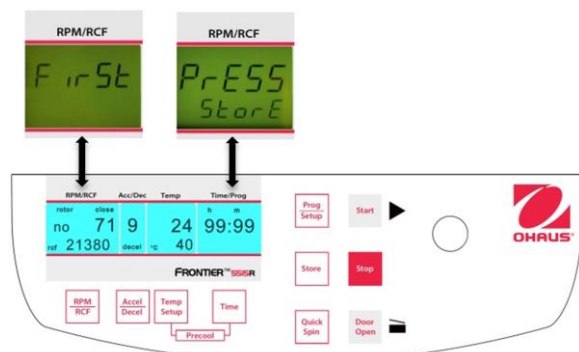 RPM/RCF
FirSt
RPM/RCF
PrESS
StorE
RPM/RCF Acc/Dec Temp Time/Prog
rotor close h m
no 71 9 24 99:99
rcf 21380 decel °C 40
FRONTIER™ 5515R
RPM
RCF
Accel
Decel
Temp
Setup
Time
Precool
Prog
Setup
Start
Store
Stop
Quick
Spin
Door
Open
OHAUS®